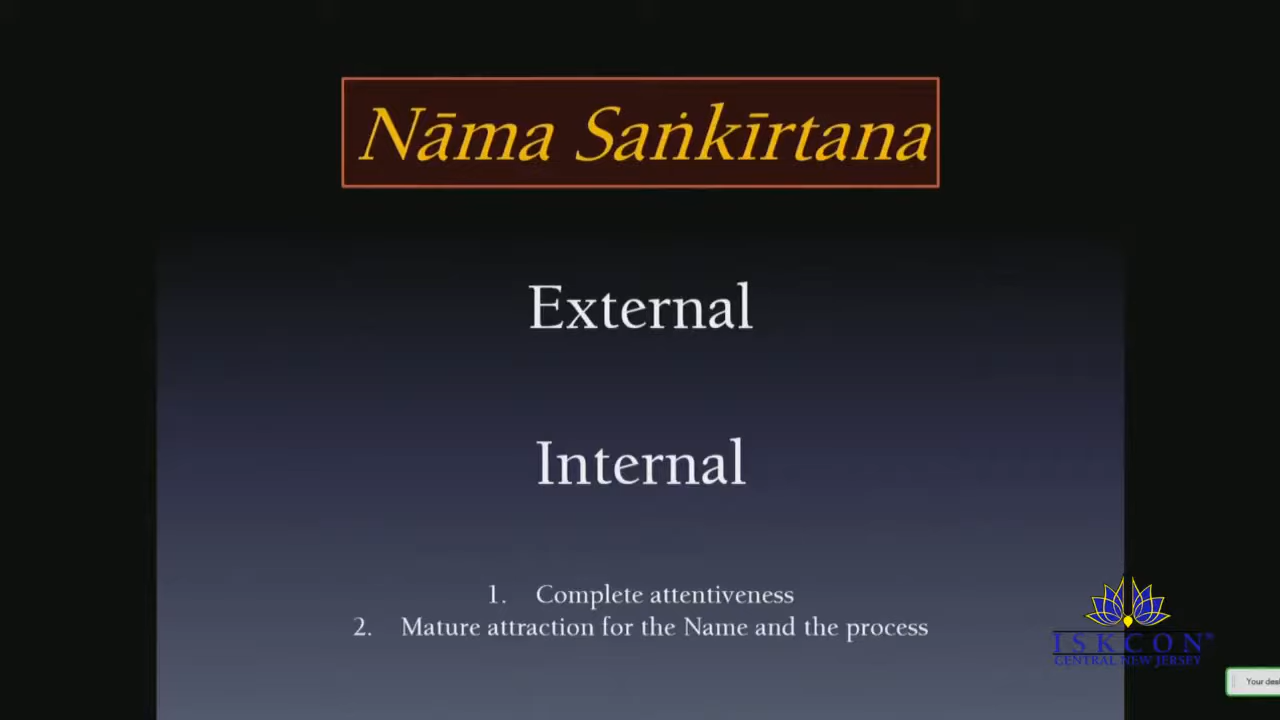 Nāma Saṅkīrtana
External
Internal
1. Complete attentiveness
2. Mature attraction for the Name and the process
ISKCON®
CENTRAL NEW JERSEY
Your